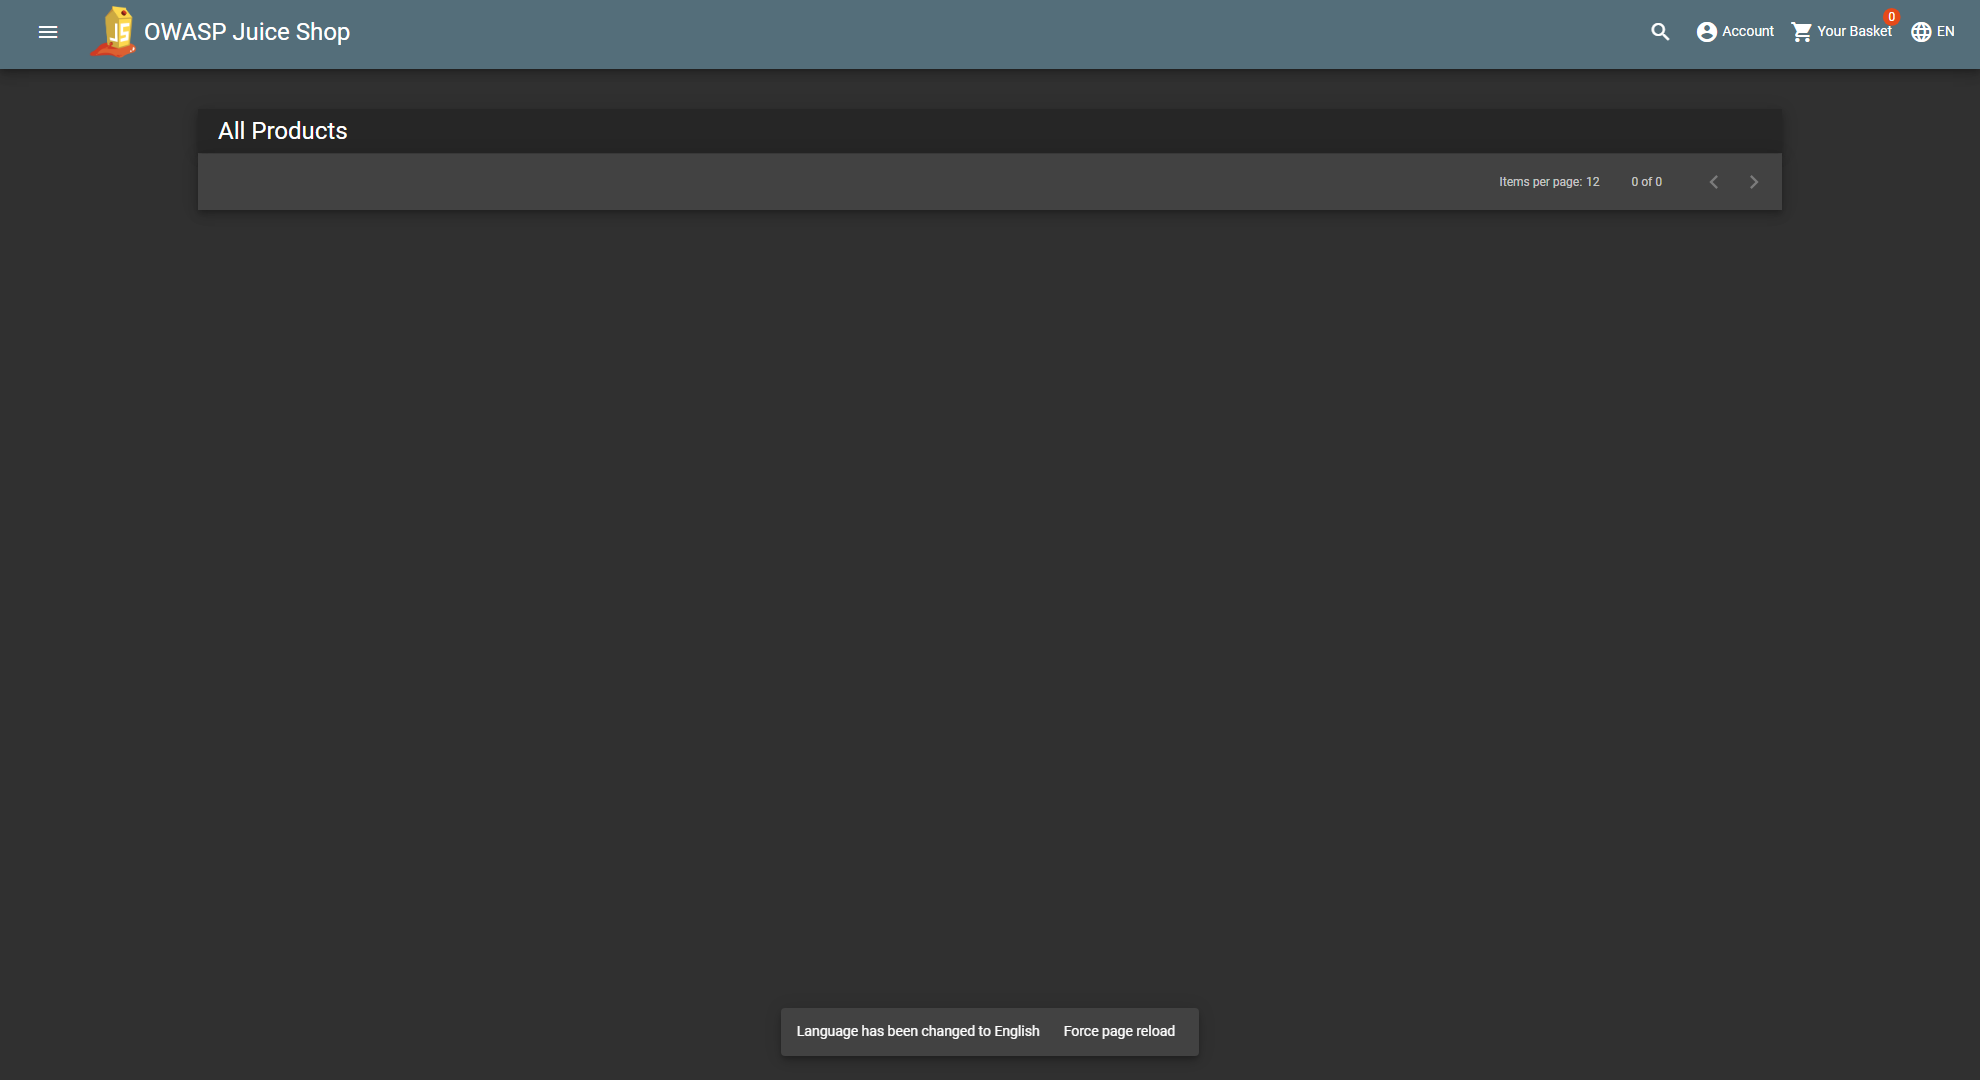 OWASP Juice Shop
Account
Your Basket
0
EN
All Products
Items per page: 12
0 of 0
Language has been changed to English
Force page reload